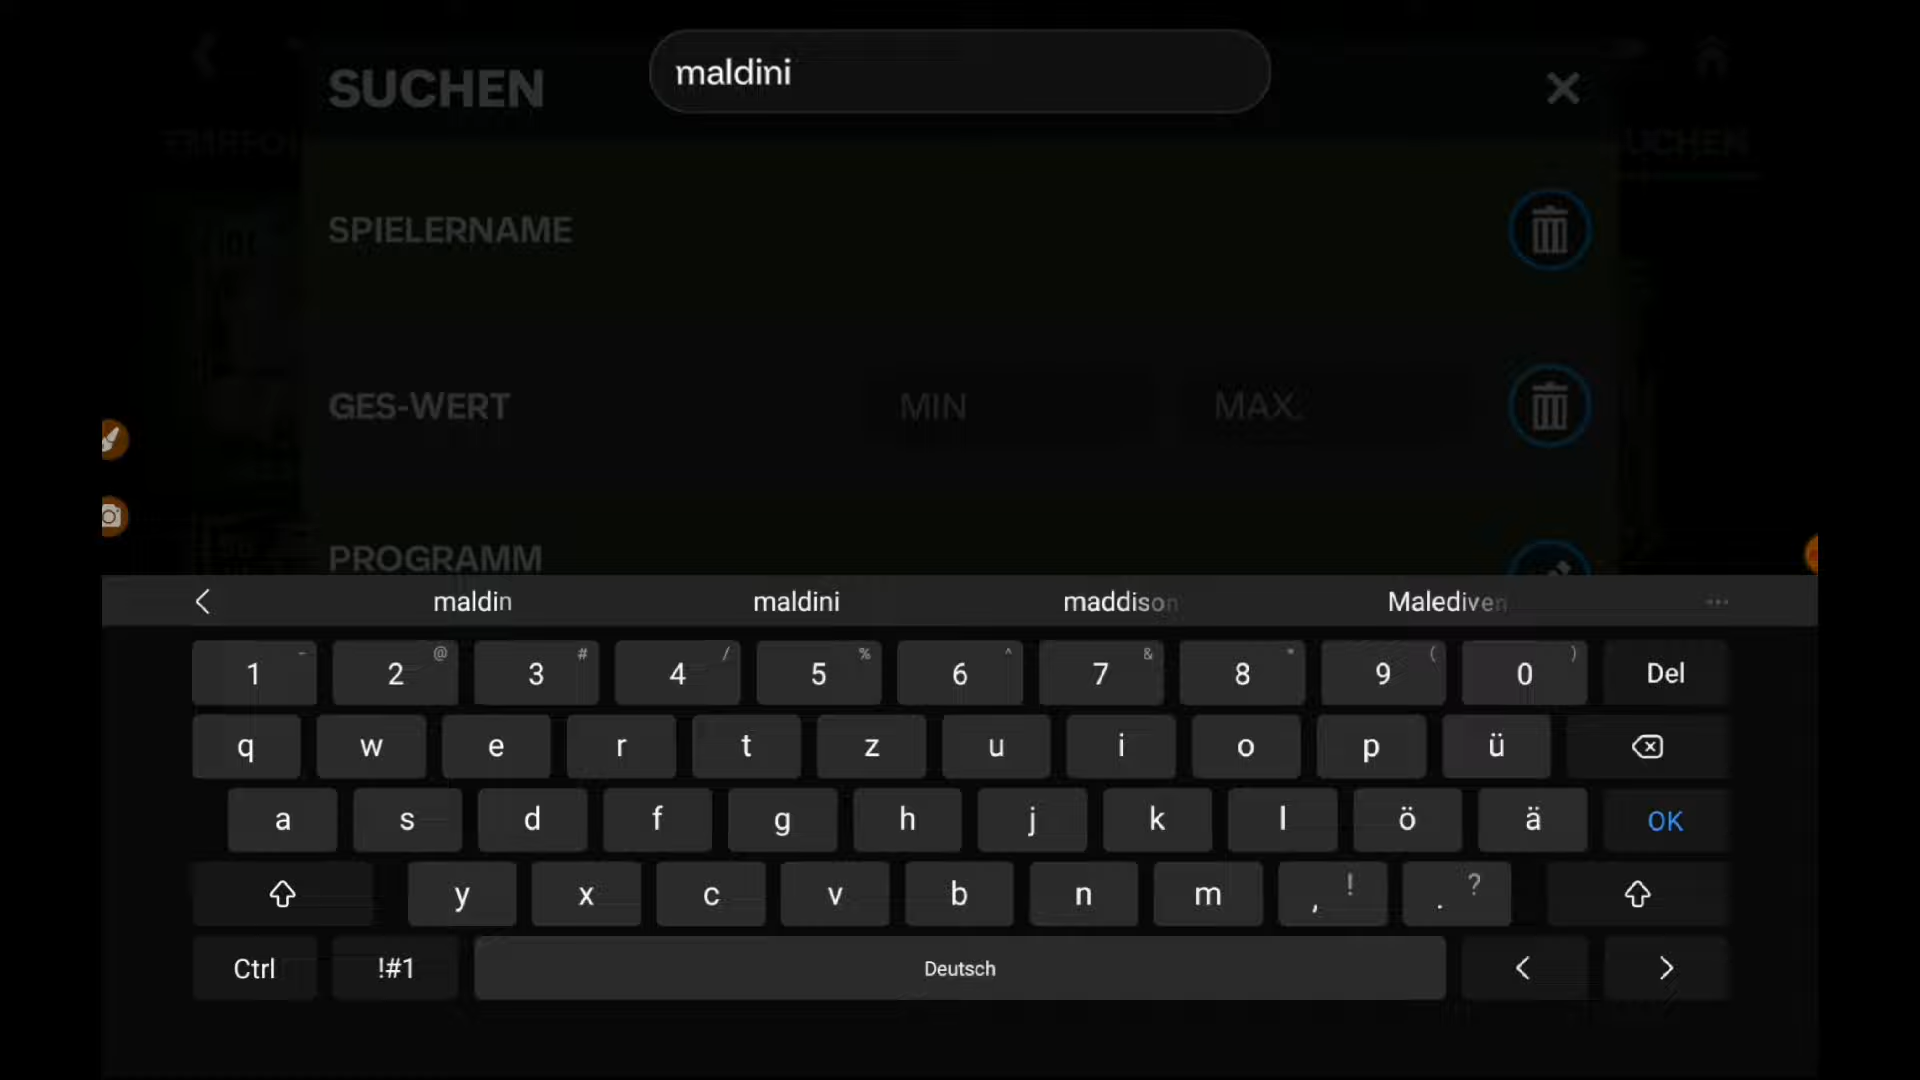 maldini
SUCHEN
SUCHEN
SPIELERNAME
GES-WERT MIN MAX.
PROGRAMM
maldin maldini maddison Malediven ...
1 - 2 @ 3 # 4 / 5 % 6 ^ 7 & 8 * 9 ( 0 ) Del
q w e r t z u i o p ü
a s d f g h j k l ö ä OK
y x c v b n m , ! . ?
Ctrl !#1 Deutsch < >